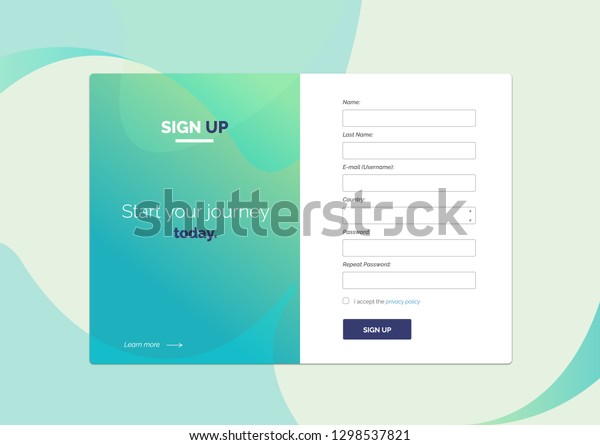 SIGN UP
Start your journey
today.
Learn more
Name:
Last Name:
E-mail (Username):
Country:
Password:
Repeat Password:
I accept the privacy policy
SIGN UP
shutterstock
shutterstock.com · 1298537821